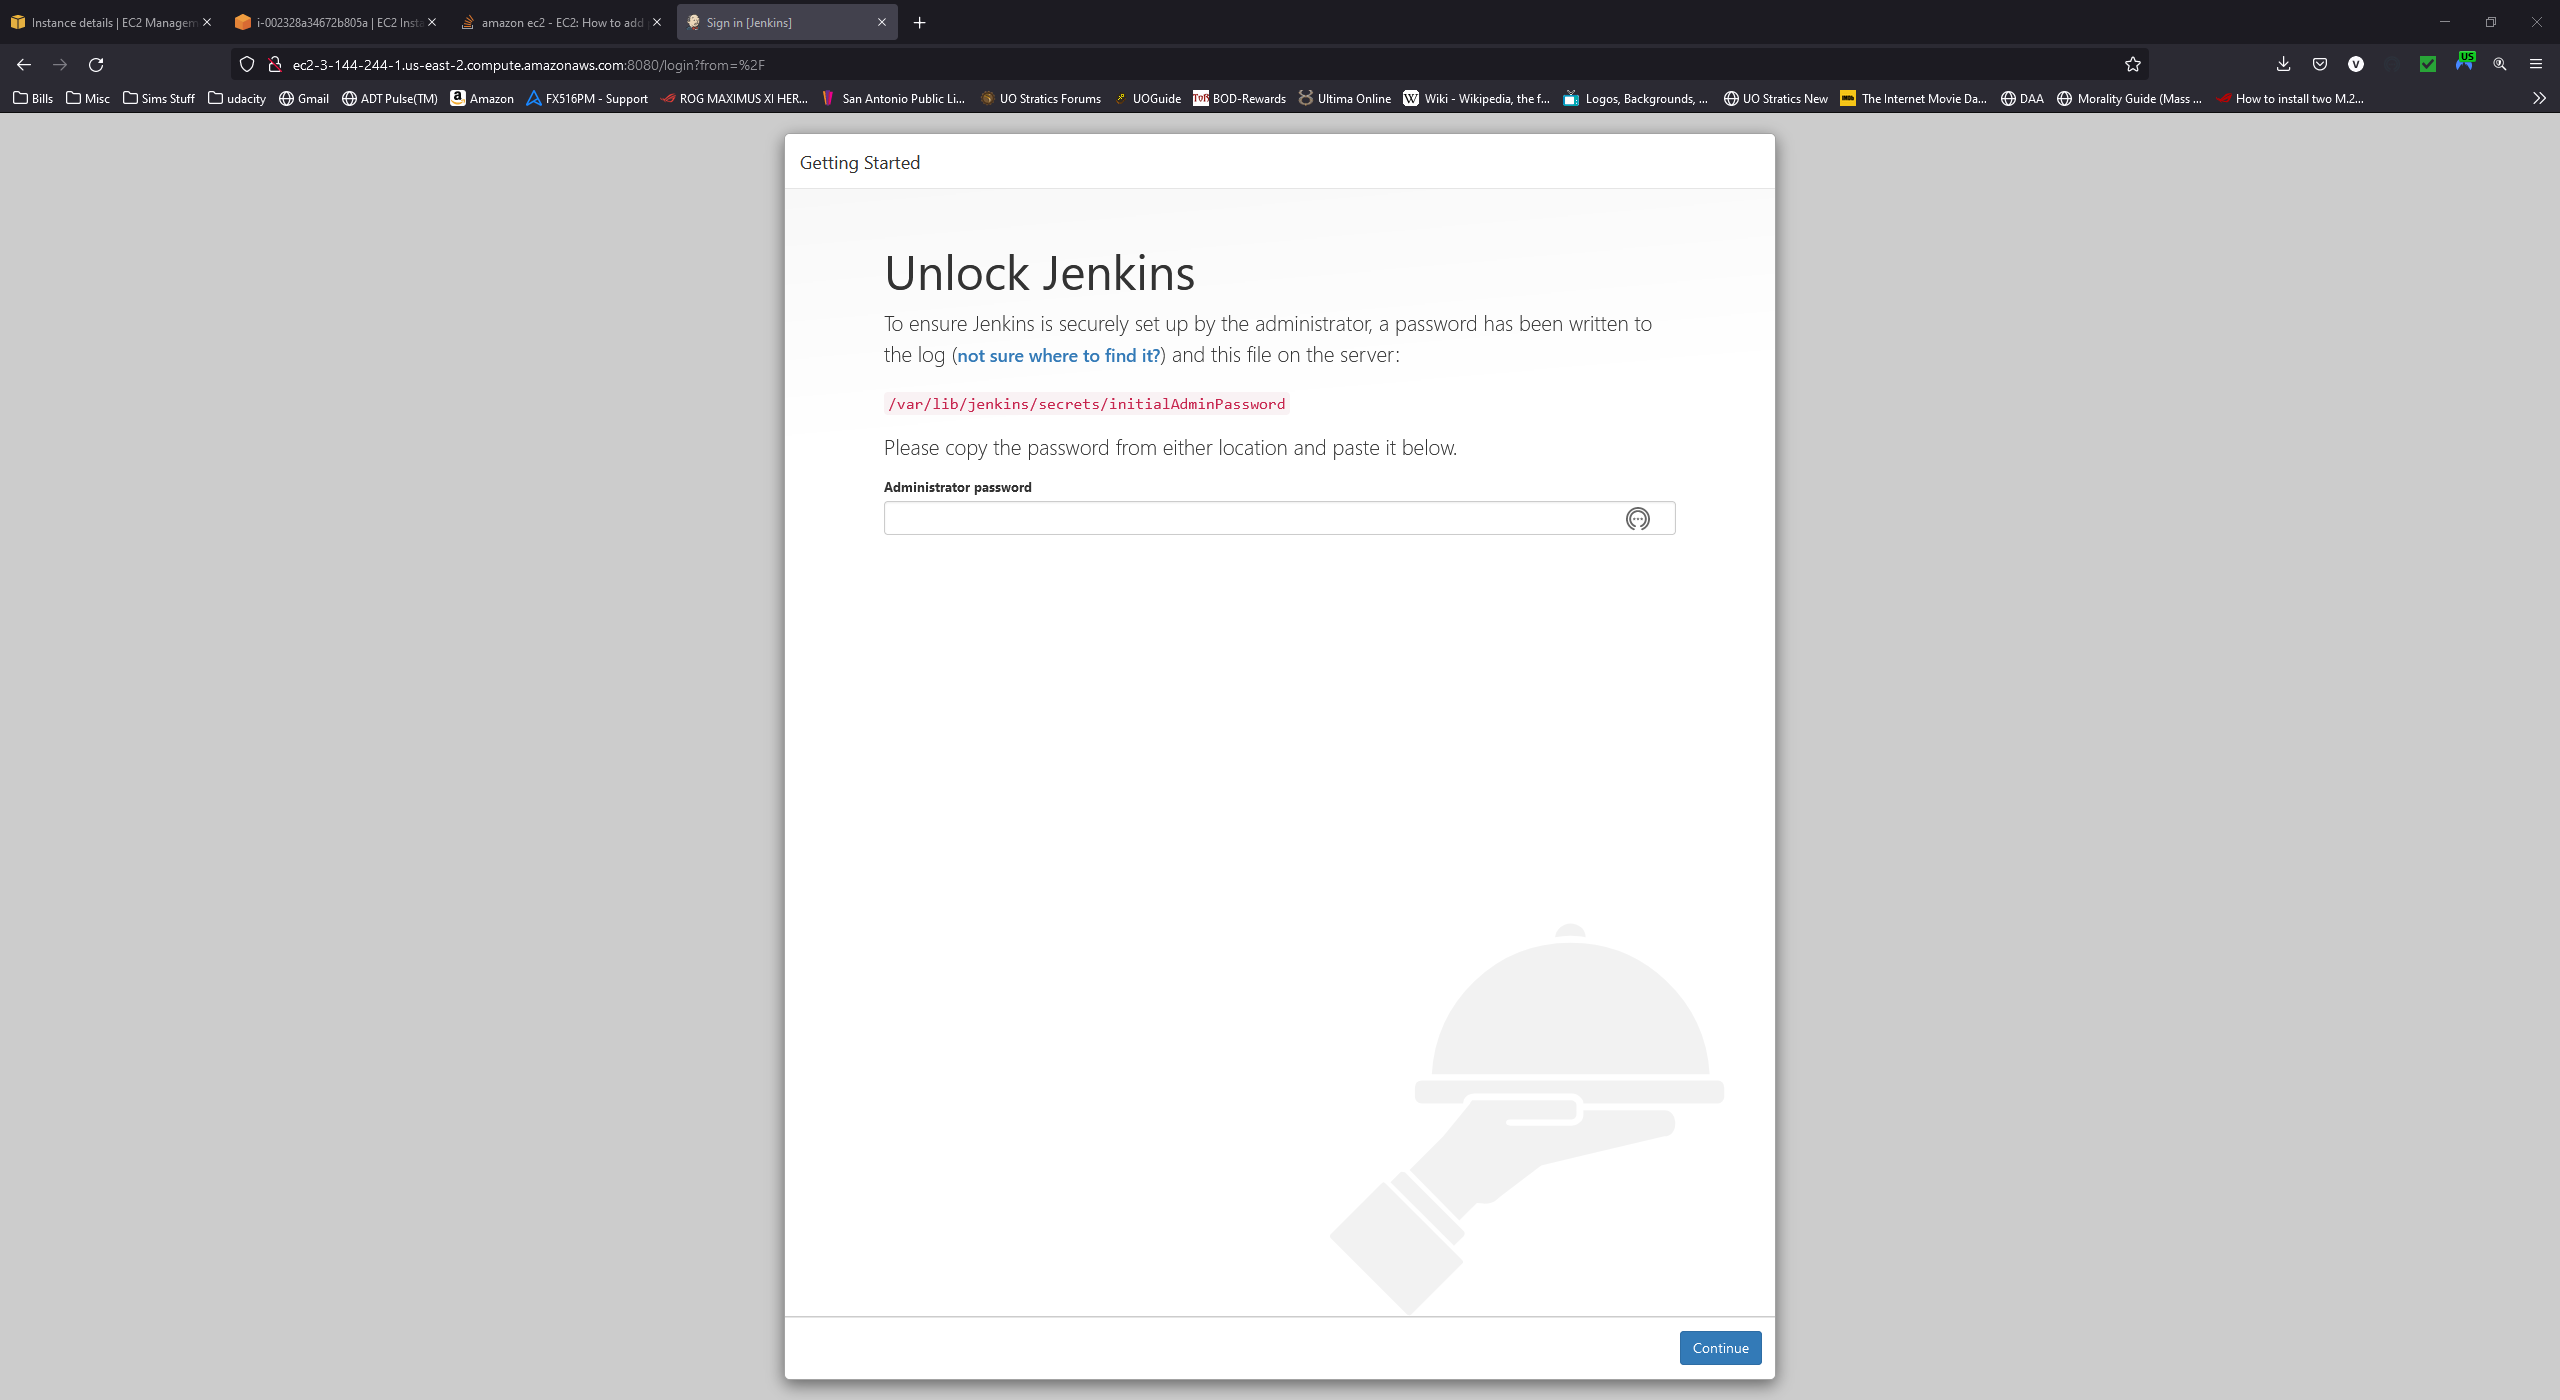 Instance details | EC2 Managem
i-002328a34672b805a | EC2 Insta
amazon ec2 - EC2: How to add
Sign in [Jenkins]
ec2-3-144-244-1.us-east-2.compute.amazonaws.com:8080/login?from=%2F
V
US
Bills
Misc
Sims Stuff
udacity
Gmail
ADT Pulse(TM)
Amazon
FX516PM - Support
ROG MAXIMUS XI HER...
San Antonio Public Li...
UO Stratics Forums
UOGuide
BOD-Rewards
Ultima Online
Wiki - Wikipedia, the f...
Logos, Backgrounds, ...
UO Stratics New
The Internet Movie Da...
DAA
Morality Guide (Mass ...
How to install two M.2...
Getting Started
Unlock Jenkins
To ensure Jenkins is securely set up by the administrator, a password has been written to
the log (not sure where to find it?) and this file on the server:
/var/lib/jenkins/secrets/initialAdminPassword
Please copy the password from either location and paste it below.
Administrator password
Continue